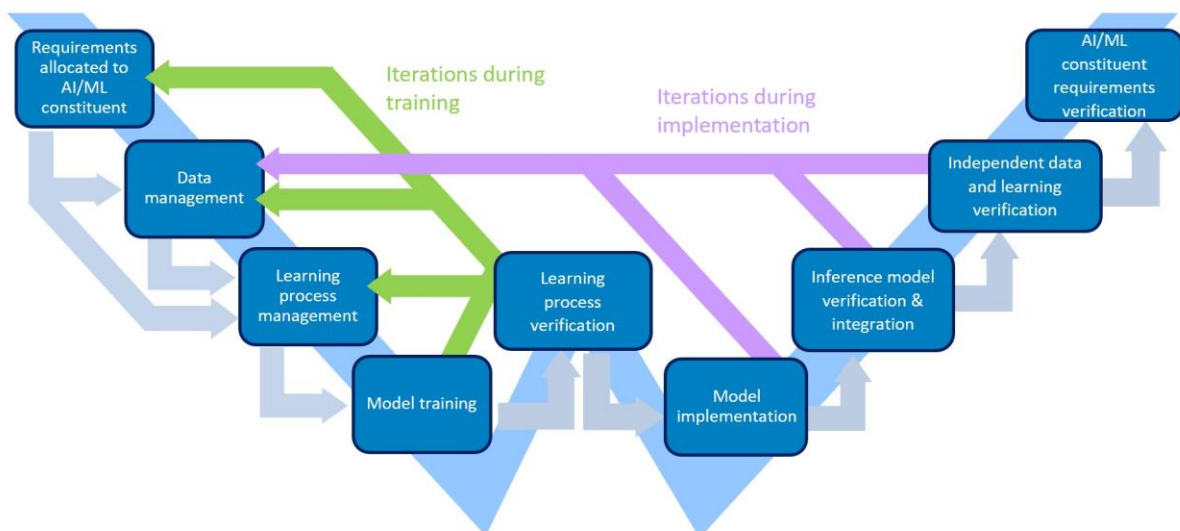 Requirements
allocated to
AI/ML
constituent
Iterations during
training
Iterations during
implementation
AI/ML
constituent
requirements
verification
Data
management
Independent data
and learning
verification
Learning
process
management
Learning
process
verification
Inference model
verification &
integration
Model training
Model
implementation